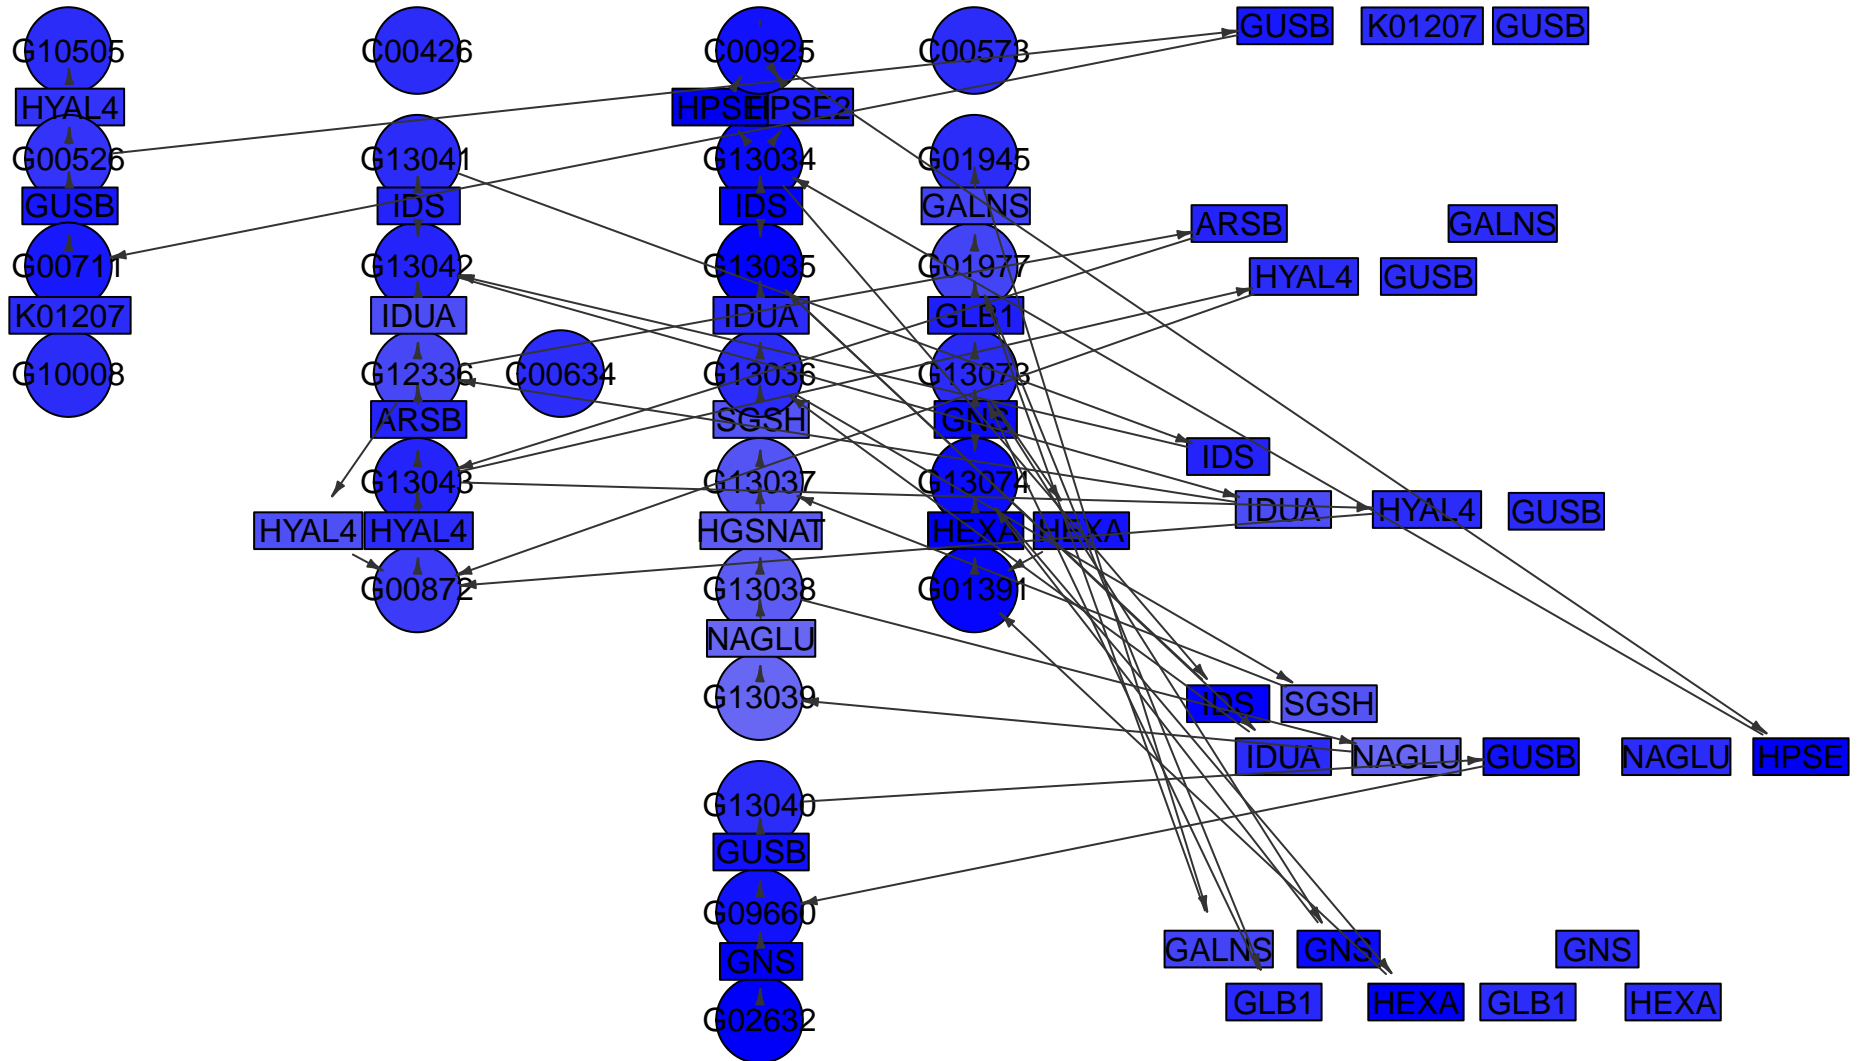 G10505
C00426
C00925
C00573
GUSB
K01207
GUSB
HYAL4
HPSE
HPSE2
G00526
G13041
G13034
G01945
GUSB
IDS
IDS
GALNS
ARSB
GALNS
G00711
G13042
G13035
G01977
HYAL4
GUSB
K01207
IDUA
IDUA
GLB1
G10008
G12336
C00634
G13036
G13073
ARSB
SGSH
GNS
IDS
G13043
G13037
G13074
IDUA
HYAL4
GUSB
HYAL4
HYAL4
HGSNAT
HEXA
HEXA
G00872
G13038
G01391
NAGLU
G13039
IDS
SGSH
IDUA
NAGLU
GUSB
NAGLU
HPSE
G13040
GUSB
G09660
GALNS
GNS
GNS
GNS
GLB1
HEXA
GLB1
HEXA
G02632